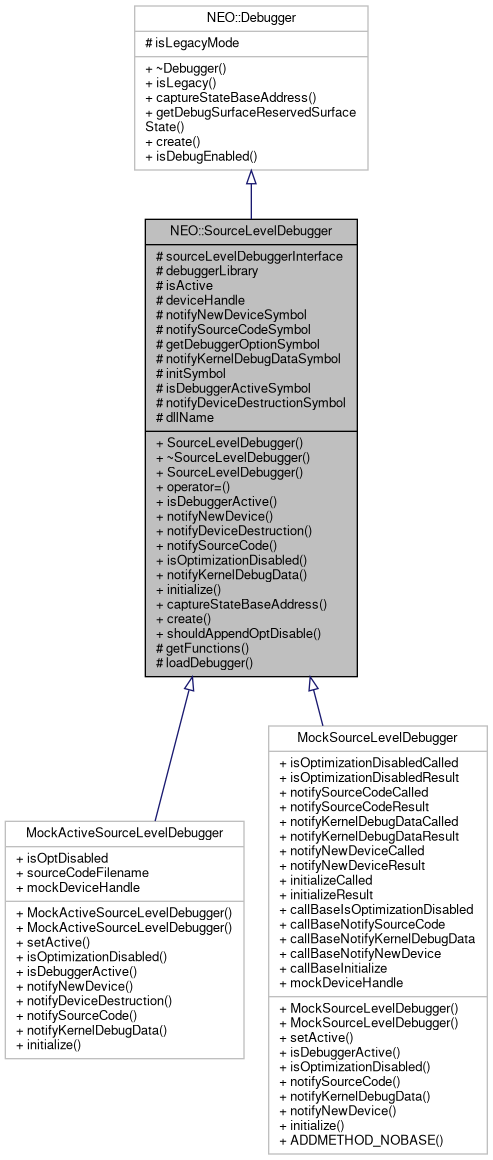 NEO::Debugger
# isLegacyMode
+ ~Debugger()
+ isLegacy()
+ captureStateBaseAddress()
+ getDebugSurfaceReservedSurface
State()
+ create()
+ isDebugEnabled()
NEO::SourceLevelDebugger
# sourceLevelDebuggerInterface
# debuggerLibrary
# isActive
# deviceHandle
# notifyNewDeviceSymbol
# notifySourceCodeSymbol
# getDebuggerOptionSymbol
# notifyKernelDebugDataSymbol
# initSymbol
# isDebuggerActiveSymbol
# notifyDeviceDestructionSymbol
# dllName
+ SourceLevelDebugger()
+ ~SourceLevelDebugger()
+ SourceLevelDebugger()
+ operator=()
+ isDebuggerActive()
+ notifyNewDevice()
+ notifyDeviceDestruction()
+ notifySourceCode()
+ isOptimizationDisabled()
+ notifyKernelDebugData()
+ initialize()
+ captureStateBaseAddress()
+ create()
+ shouldAppendOptDisable()
# getFunctions()
# loadDebugger()
MockActiveSourceLevelDebugger
+ isOptDisabled
+ sourceCodeFilename
+ mockDeviceHandle
+ MockActiveSourceLevelDebugger()
+ MockActiveSourceLevelDebugger()
+ setActive()
+ isOptimizationDisabled()
+ isDebuggerActive()
+ notifyNewDevice()
+ notifyDeviceDestruction()
+ notifySourceCode()
+ notifyKernelDebugData()
+ initialize()
MockSourceLevelDebugger
+ isOptimizationDisabledCalled
+ isOptimizationDisabledResult
+ notifySourceCodeCalled
+ notifySourceCodeResult
+ notifyKernelDebugDataCalled
+ notifyKernelDebugDataResult
+ notifyNewDeviceCalled
+ notifyNewDeviceResult
+ initializeCalled
+ initializeResult
+ callBaseIsOptimizationDisabled
+ callBaseNotifySourceCode
+ callBaseNotifyKernelDebugData
+ callBaseNotifyNewDevice
+ callBaseInitialize
+ mockDeviceHandle
+ MockSourceLevelDebugger()
+ MockSourceLevelDebugger()
+ setActive()
+ isDebuggerActive()
+ isOptimizationDisabled()
+ notifySourceCode()
+ notifyKernelDebugData()
+ notifyNewDevice()
+ initialize()
+ ADDMETHOD_NOBASE()